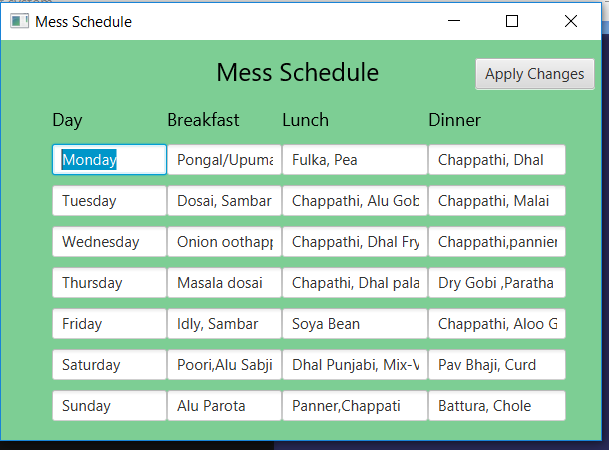 Mess Schedule
Mess Schedule
Apply Changes
Day Breakfast Lunch Dinner
Monday Pongal/Upuma Fulka, Pea Chappathi, Dhal
Tuesday Dosai, Sambar Chappathi, Alu Gob Chappathi, Malai
Wednesday Onion oothapp Chappathi, Dhal Fry Chappathi,pannier
Thursday Masala dosai Chapathi, Dhal pala Dry Gobi ,Paratha
Friday Idly, Sambar Soya Bean Chappathi, Aloo G
Saturday Poori,Alu Sabji Dhal Punjabi, Mix-V Pav Bhaji, Curd
Sunday Alu Parota Panner,Chappati Battura, Chole